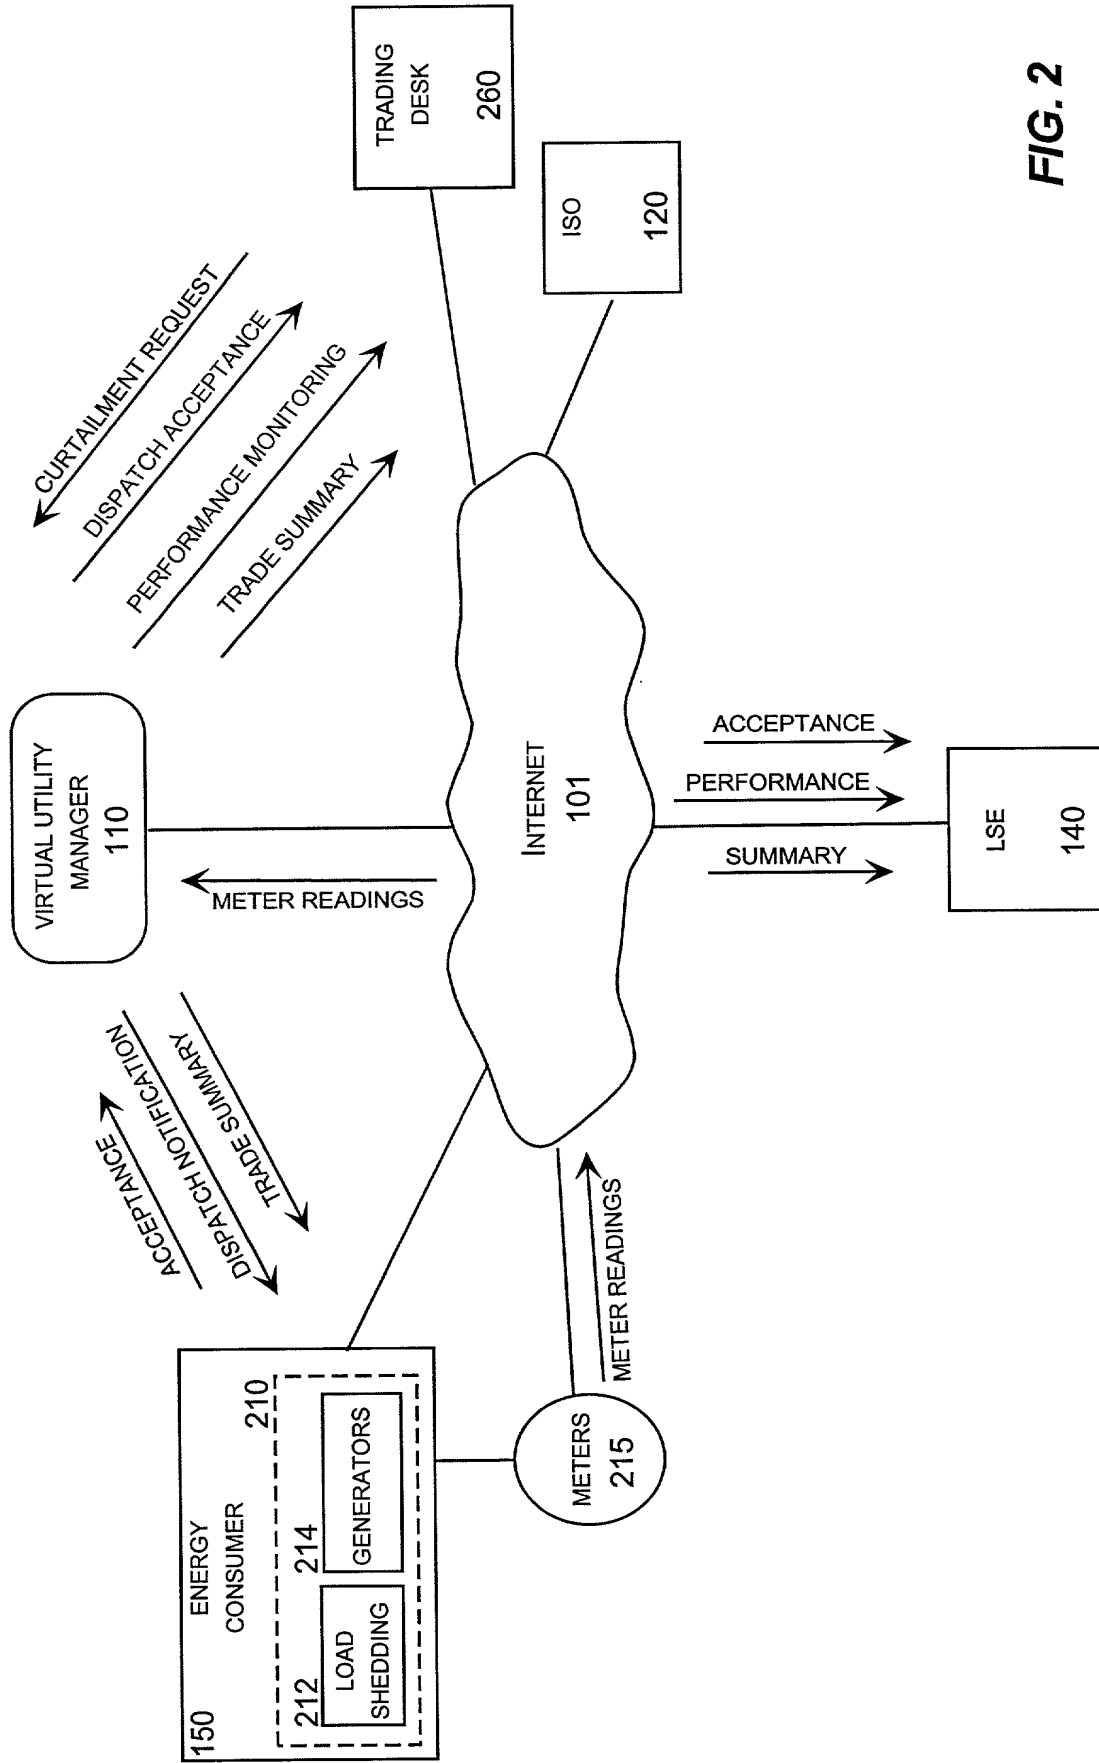 VIRTUAL UTILITY
MANAGER
110
CURTAILMENT REQUEST
DISPATCH ACCEPTANCE
PERFORMANCE MONITORING
TRADE SUMMARY
ACCEPTANCE
DISPATCH NOTIFICATION
TRADE SUMMARY
METER READINGS
150
ENERGY
CONSUMER
210
212
LOAD
SHEDDING
214
GENERATORS
METERS
215
METER READINGS
INTERNET
101
TRADING
DESK
260
ISO
120
SUMMARY
PERFORMANCE
ACCEPTANCE
LSE
140
FIG. 2